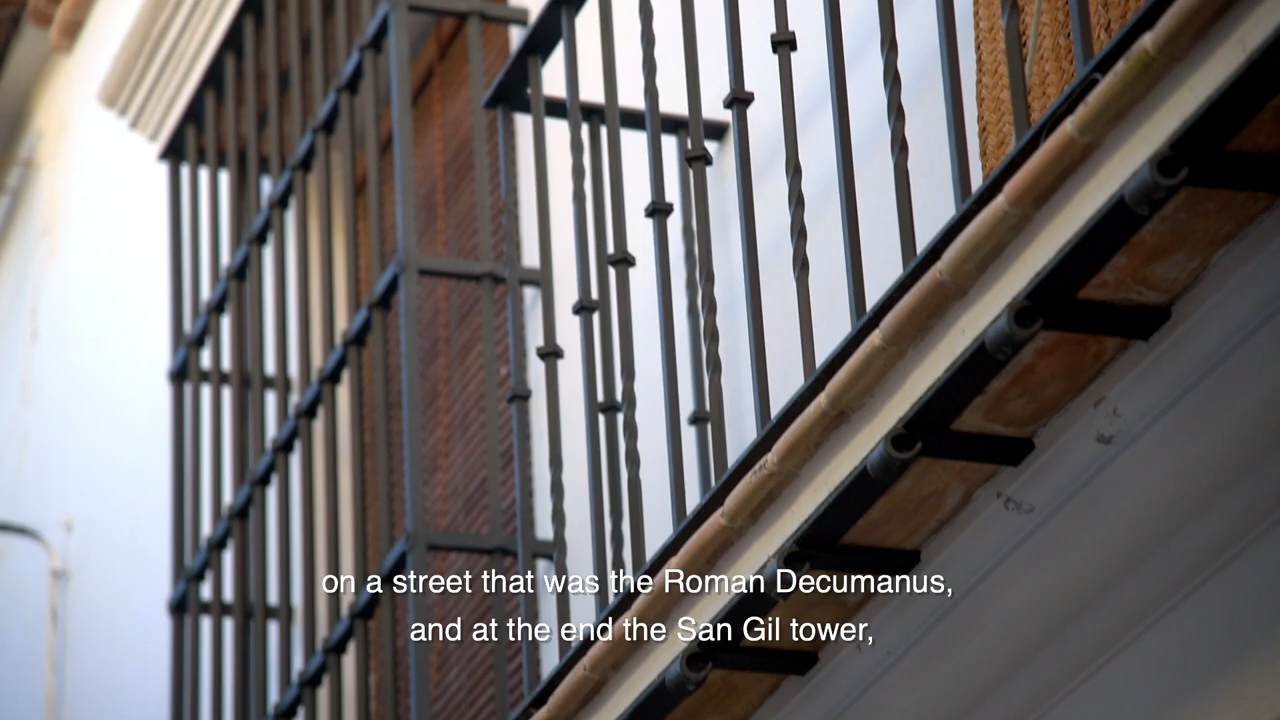 on a street that was the Roman Decumanus,
and at the end the San Gil tower,